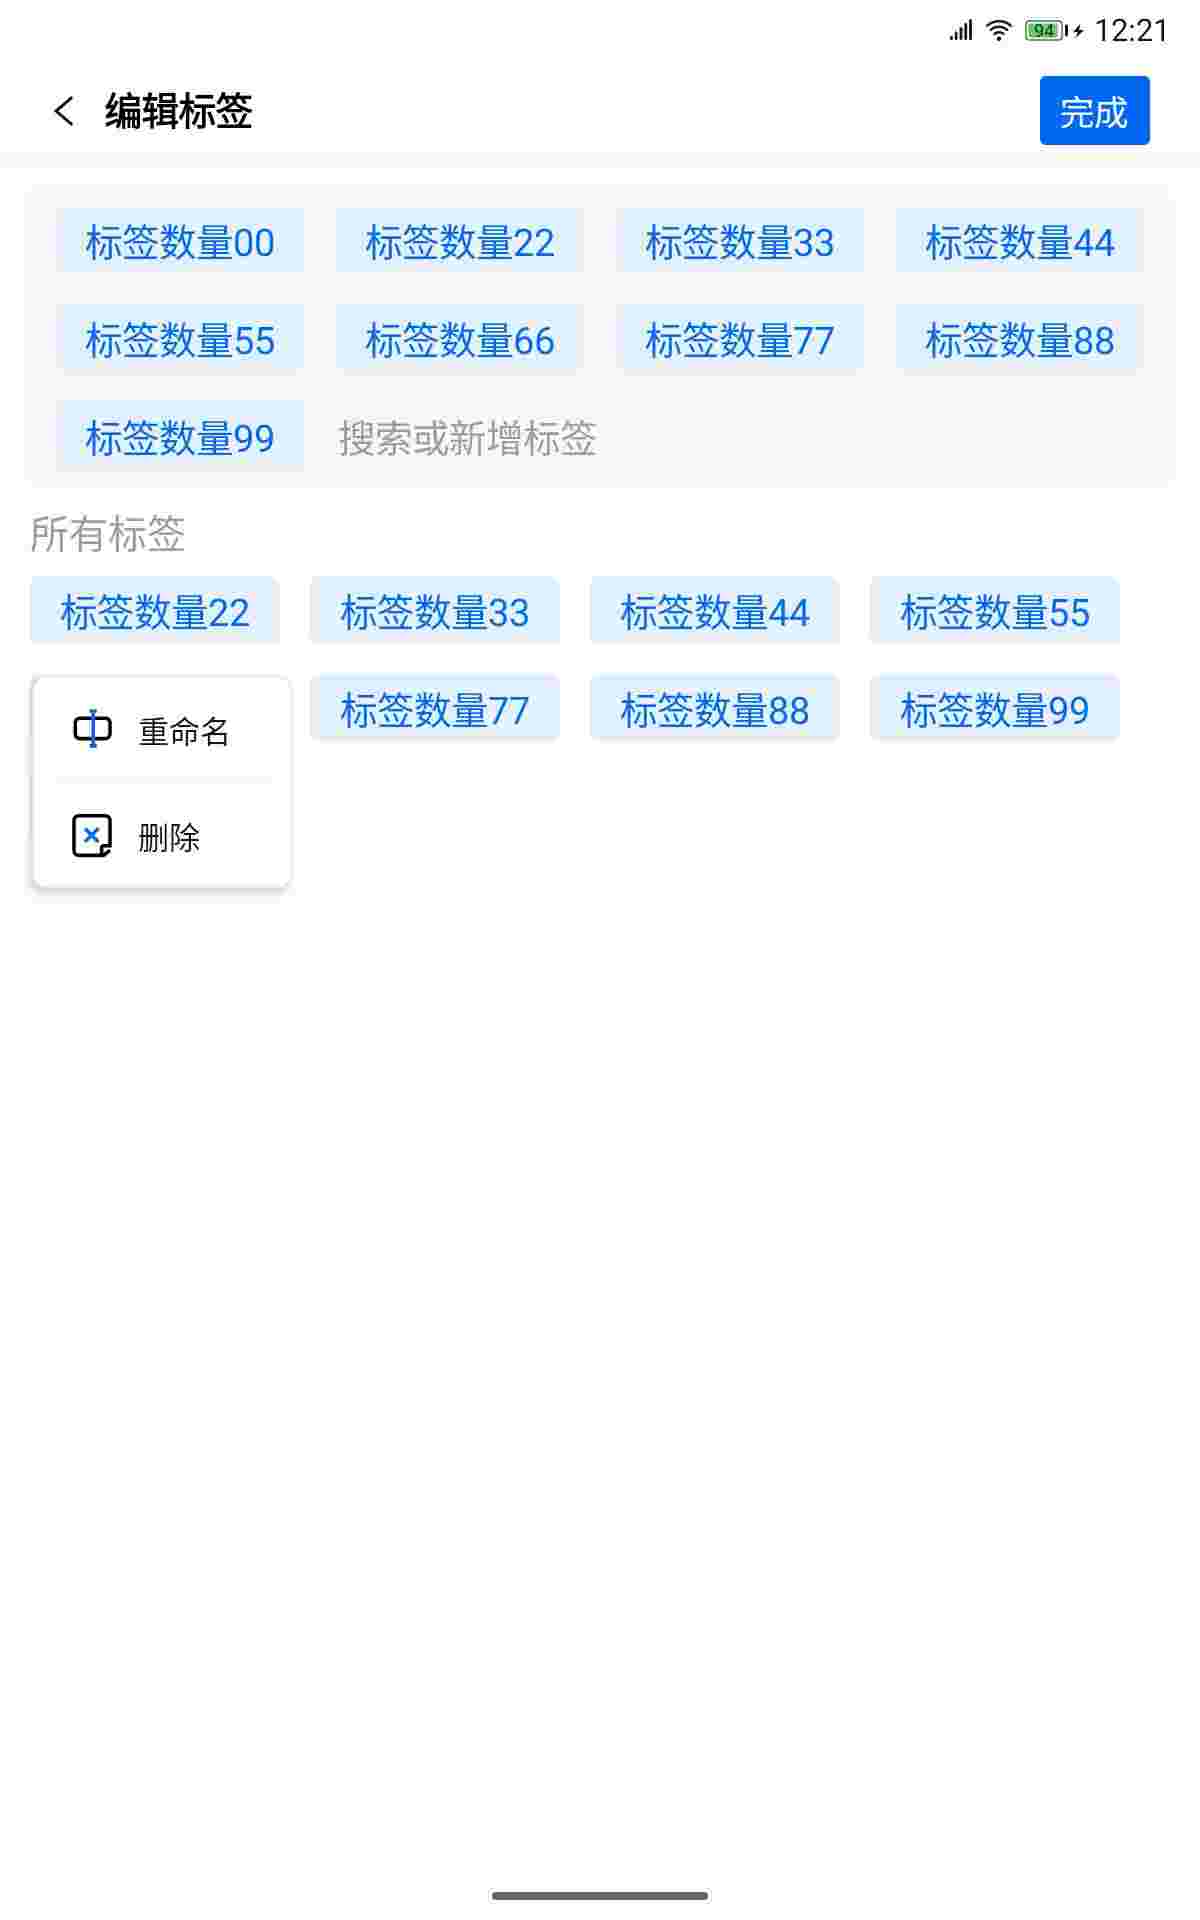 94 12:21
编辑标签 完成
标签数量00 标签数量22 标签数量33 标签数量44
标签数量55 标签数量66 标签数量77 标签数量88
标签数量99 搜索或新增标签
所有标签
标签数量22 标签数量33 标签数量44 标签数量55
标签数量77 标签数量88 标签数量99
重命名
删除